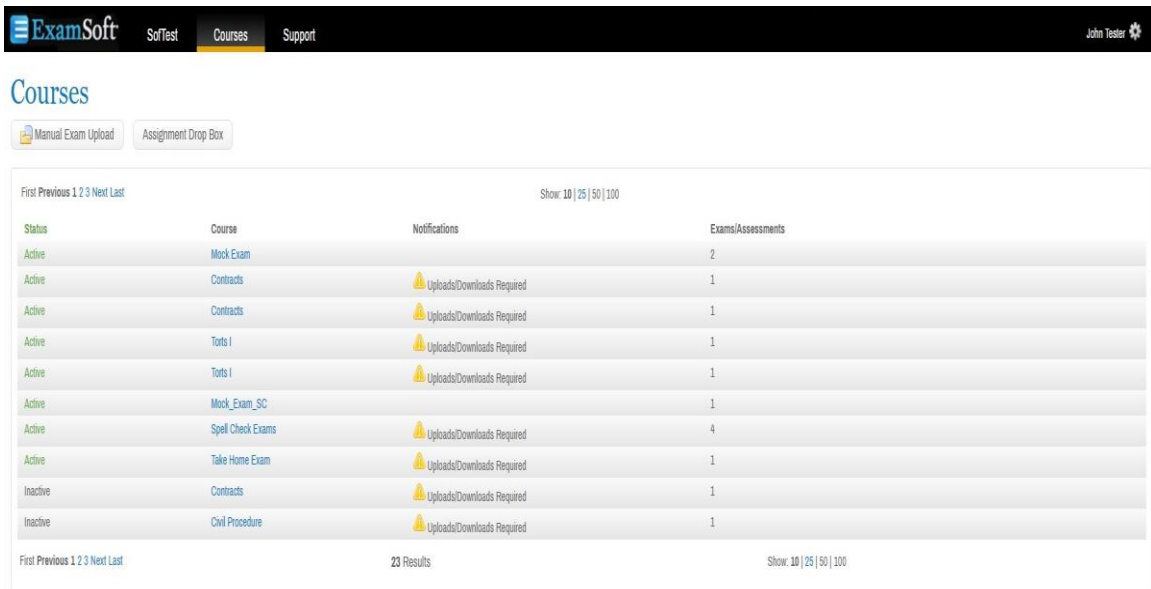 ExamSoft SofTest Courses Support John Tester
Courses
Manual Exam Upload Assignment Drop Box
First Previous 1 2 3 Next Last Show: 10 | 25 | 50 | 100
Status Course Notifications Exams/Assessments
Active Mock Exam 2
Active Contracts Uploads/Downloads Required 1
Active Contracts Uploads/Downloads Required 1
Active Torts I Uploads/Downloads Required 1
Active Torts I Uploads/Downloads Required 1
Active Mock_Exam_SC 1
Active Spell Check Exams Uploads/Downloads Required 4
Active Take Home Exam Uploads/Downloads Required 1
Inactive Contracts Uploads/Downloads Required 1
Inactive Civil Procedure Uploads/Downloads Required 1
First Previous 1 2 3 Next Last 23 Results Show: 10 | 25 | 50 | 100